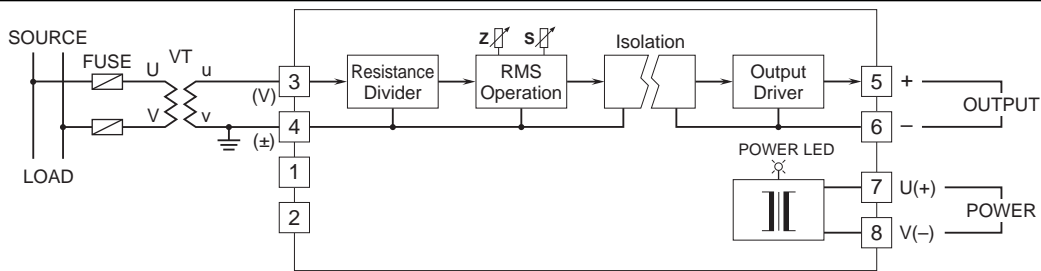 SOURCE
FUSE
VT
U
u
V
v
LOAD
3
(V)
4
(±)
1
2
Resistance
Divider
Z
S
RMS
Operation
Isolation
Output
Driver
5
+
6
–
OUTPUT
POWER LED
7
U(+)
8
V(–)
POWER